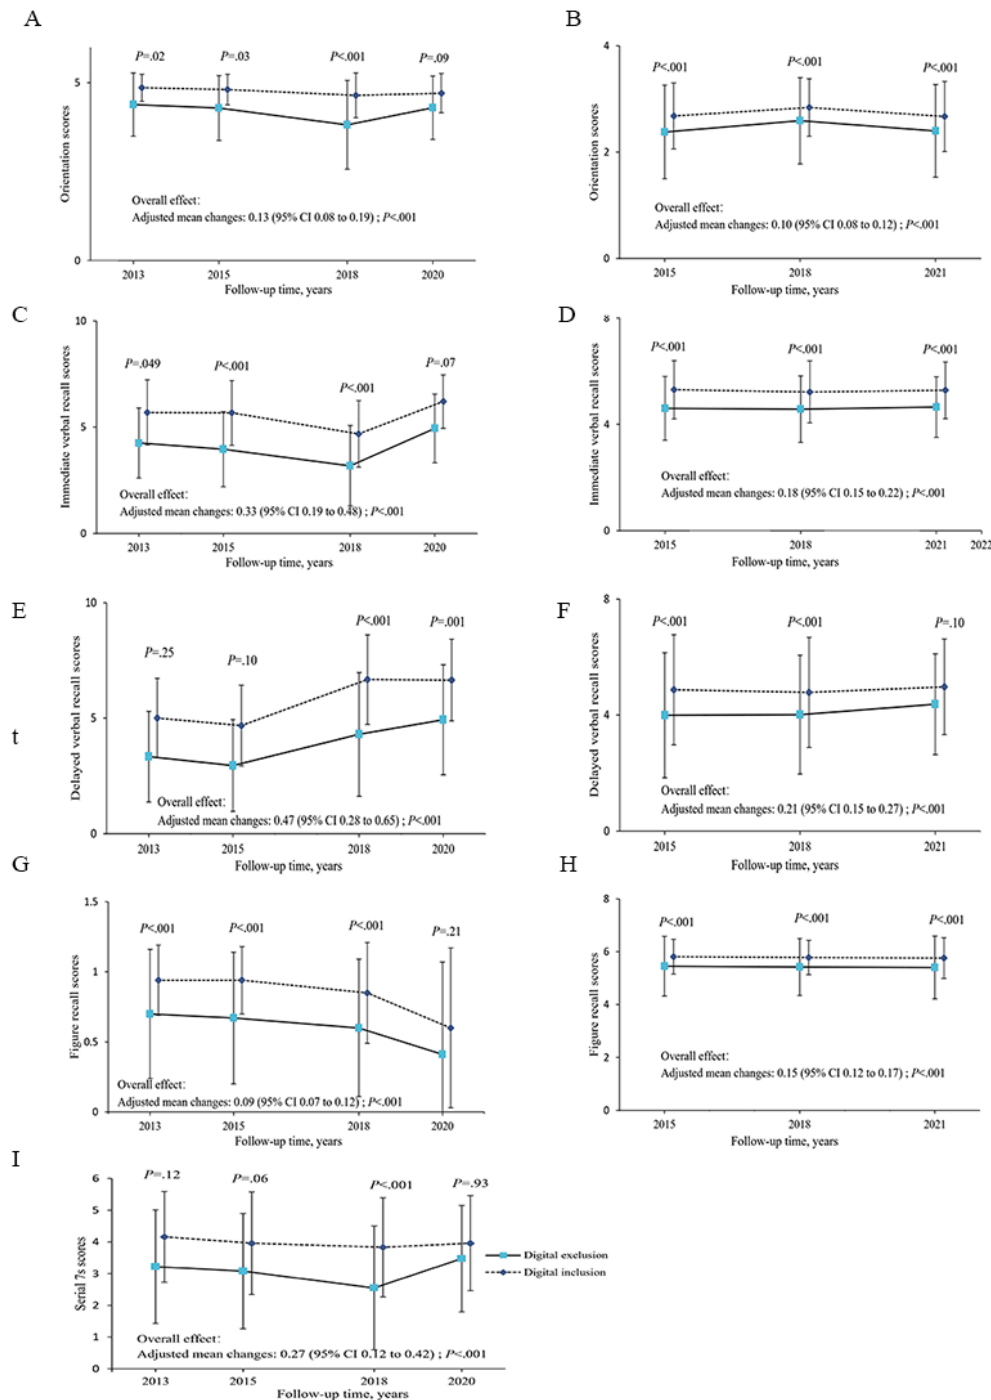 A
P=.02 P=.03 P<.001 P=.09
5
Orientation scores
Overall effect:
Adjusted mean changes: 0.13 (95% CI 0.08 to 0.19) ; P<.001
0
2013 2015 2018 2020
Follow-up time, years
B
4
P<.001 P<.001 P<.001
Orientation scores
2
Overall effect:
Adjusted mean changes: 0.10 (95% CI 0.08 to 0.12) ; P<.001
0
2015 2018 2021
Follow-up time, years
C
10
P=.049 P<.001 P<.001 P=.07
Immediate verbal recall scores
5
Overall effect:
Adjusted mean changes: 0.33 (95% CI 0.19 to 0.48) ; P<.001
0
2013 2015 2018 2020
Follow-up time, years
D
8
P<.001 P<.001 P<.001
Immediate verbal recall scores
4
Overall effect:
Adjusted mean changes: 0.18 (95% CI 0.15 to 0.22) ; P<.001
0
2015 2018 2021 2022
Follow-up time, years
E
10
P=.25 P=.10 P<.001 P=.001
Delayed verbal recall scores
5
t
Overall effect:
Adjusted mean changes: 0.47 (95% CI 0.28 to 0.65) ; P<.001
0
2013 2015 2018 2020
Follow-up time, years
F
8
P<.001 P<.001 P=.10
Delayed verbal recall scores
4
Overall effect:
Adjusted mean changes: 0.21 (95% CI 0.15 to 0.27) ; P<.001
0
2015 2018 2021
Follow-up time, years
G
1.5
P<.001 P<.001 P<.001 P=.21
Figure recall scores
1
0.5
Overall effect:
Adjusted mean changes: 0.09 (95% CI 0.07 to 0.12) ; P<.001
0
2013 2015 2018 2020
Follow-up time, years
H
8
P<.001 P<.001 P<.001
6
Figure recall scores
4
2
Overall effect:
Adjusted mean changes: 0.15 (95% CI 0.12 to 0.17) ; P<.001
0
2015 2018 2021
Follow-up time, years
I
6
P=.12 P=.06 P<.001 P=.93
5
4
Serial 7s scores
3
2
1
0
Digital exclusion
Digital inclusion
Overall effect:
Adjusted mean changes: 0.27 (95% CI 0.12 to 0.42) ; P<.001
2013 2015 2018 2020
Follow-up time, years